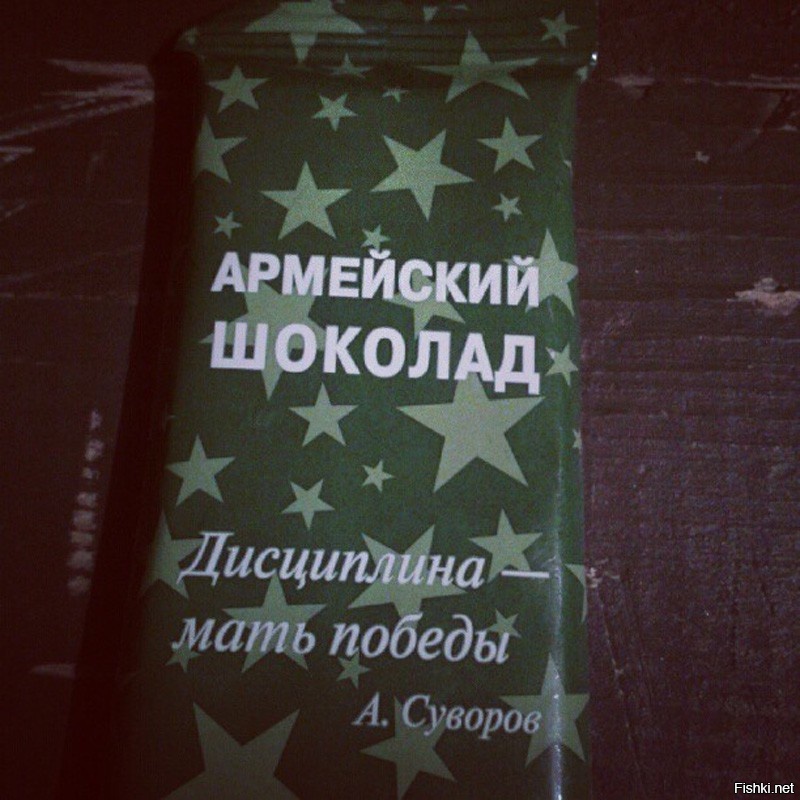 АРМЕЙСКИЙ
ШОКОЛАД
Дисциплина —
мать победы
А. Суворов
Fishki.net